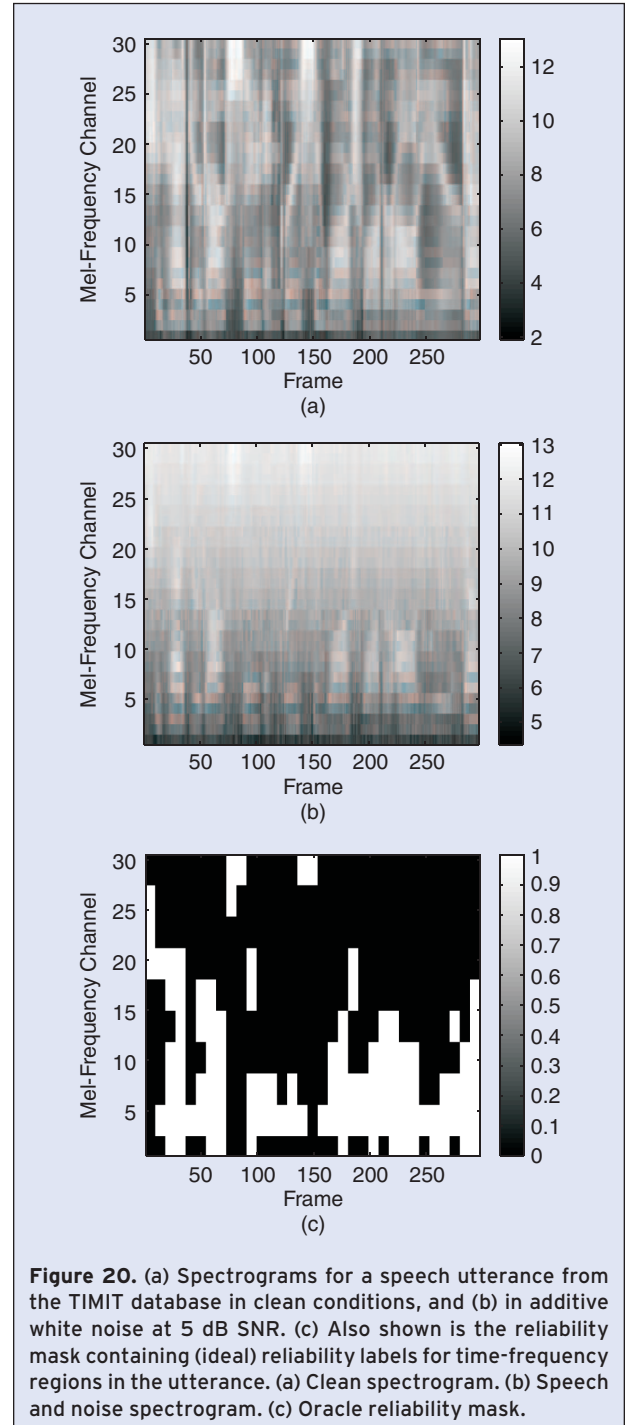 30
25
20
15
10
5
Mel-Frequency Channel
50 100 150 200 250
Frame
(a)
12
10
8
6
4
2
30
25
20
15
10
5
Mel-Frequency Channel
50 100 150 200 250
Frame
(b)
13
12
11
10
9
8
7
6
5
30
25
20
15
10
5
Mel-Frequency Channel
50 100 150 200 250
Frame
(c)
1
0.9
0.8
0.7
0.6
0.5
0.4
0.3
0.2
0.1
0
Figure 20. (a) Spectrograms for a speech utterance from
the TIMIT database in clean conditions, and (b) in additive
white noise at 5 dB SNR. (c) Also shown is the reliability
mask containing (ideal) reliability labels for time-frequency
regions in the utterance. (a) Clean spectrogram. (b) Speech
and noise spectrogram. (c) Oracle reliability mask.